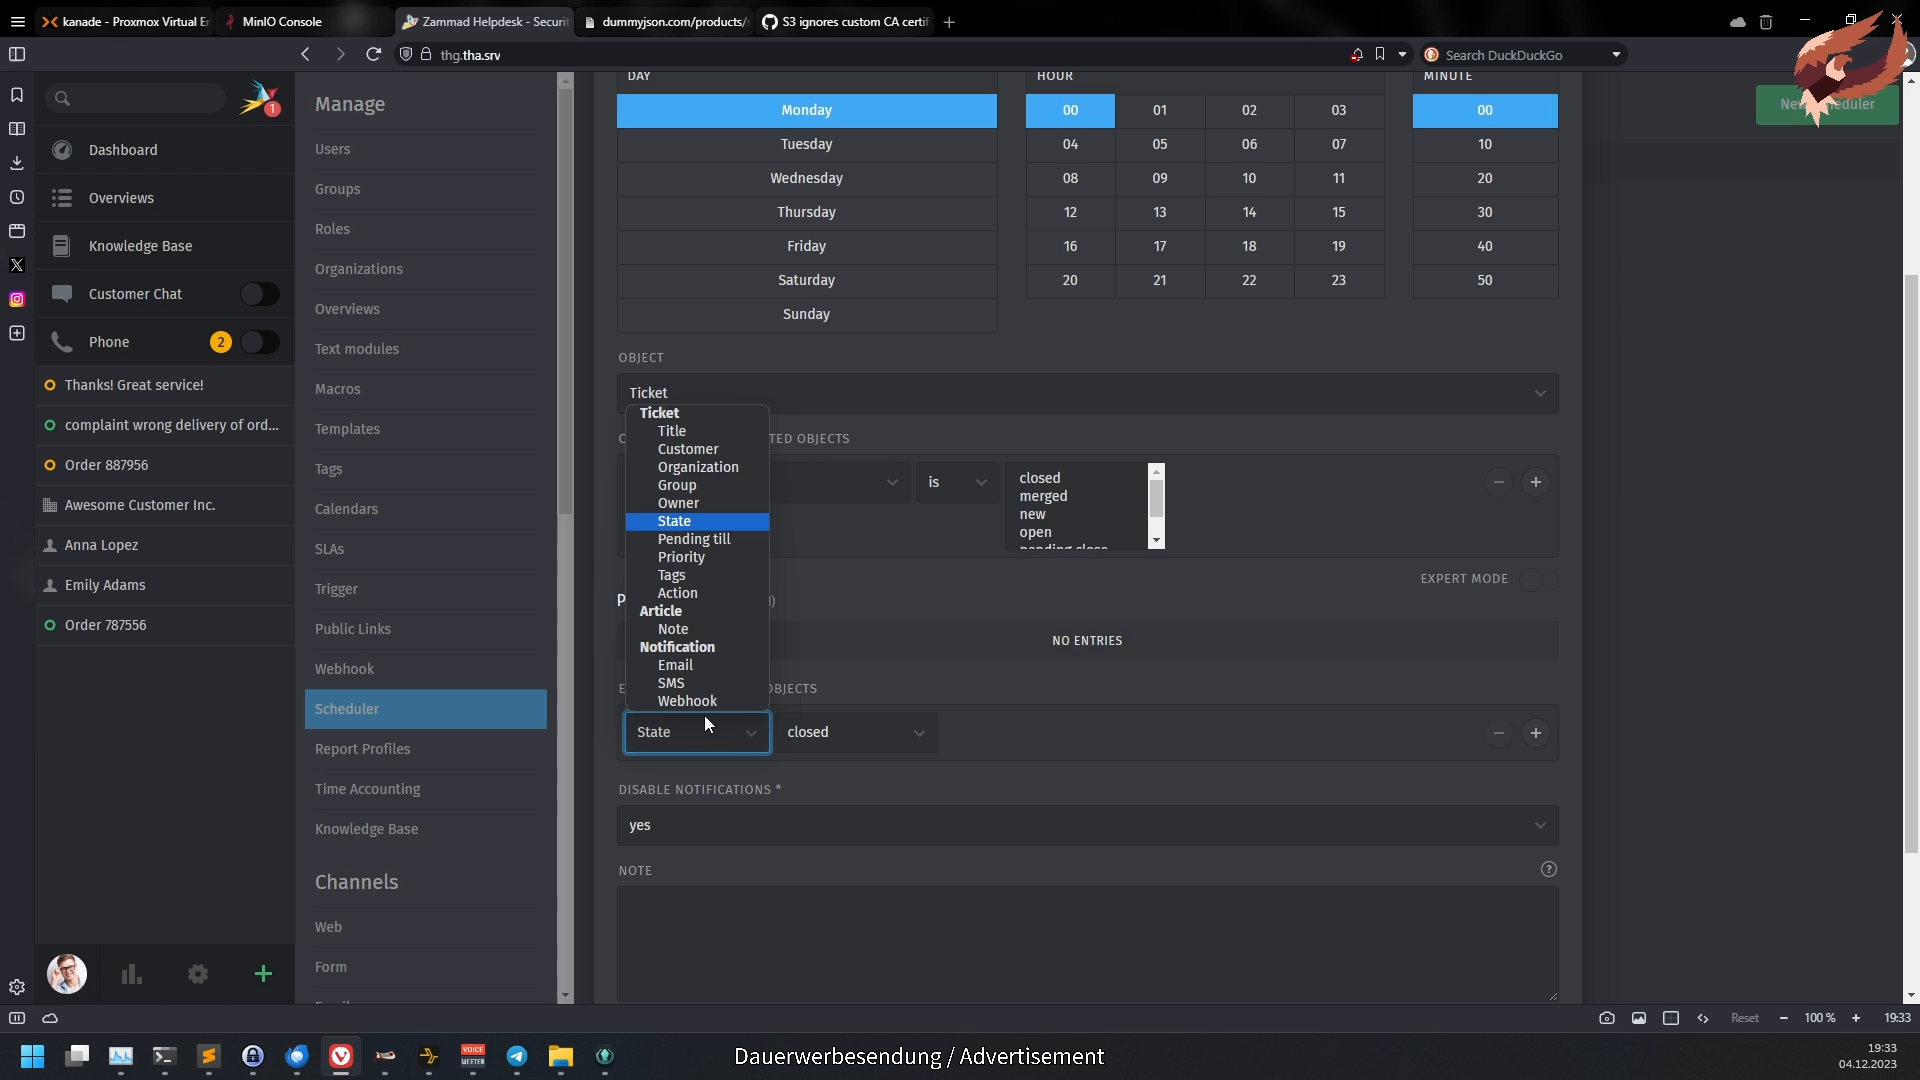 kanade - Proxmox Virtual E
MinIO Console
Zammad Helpdesk - Securit
dummyjson.com/products/
S3 ignores custom CA certif
thg.tha.srv
Search DuckDuckGo
1
Dashboard
Overviews
Knowledge Base
Customer Chat
Phone
2
Thanks! Great service!
complaint wrong delivery of ord...
Order 887956
Awesome Customer Inc.
Anna Lopez
Emily Adams
Order 787556
Manage
Users
Groups
Roles
Organizations
Overviews
Text modules
Macros
Templates
Tags
Calendars
SLAs
Trigger
Public Links
Webhook
Scheduler
Report Profiles
Time Accounting
Knowledge Base
Channels
Web
Form
DAY
HOUR
MINUTE
Monday
00
01
02
03
00
Tuesday
04
05
06
07
10
Wednesday
08
09
10
11
20
Thursday
12
13
14
15
30
Friday
16
17
18
19
40
Saturday
20
21
22
23
50
Sunday
OBJECT
Ticket
TED OBJECTS
is
closed
merged
new
open
pending close
Ticket
Title
Customer
Organization
Group
Owner
State
Pending till
Priority
Tags
Action
Article
Note
Notification
Email
SMS
Webhook
EXPERT MODE
NO ENTRIES
BJECTS
State
closed
DISABLE NOTIFICATIONS *
yes
NOTE
?
Reset
100 %
19:33
VOICE
MEETER
Dauerwerbesendung / Advertisement
19:33
04.12.2023